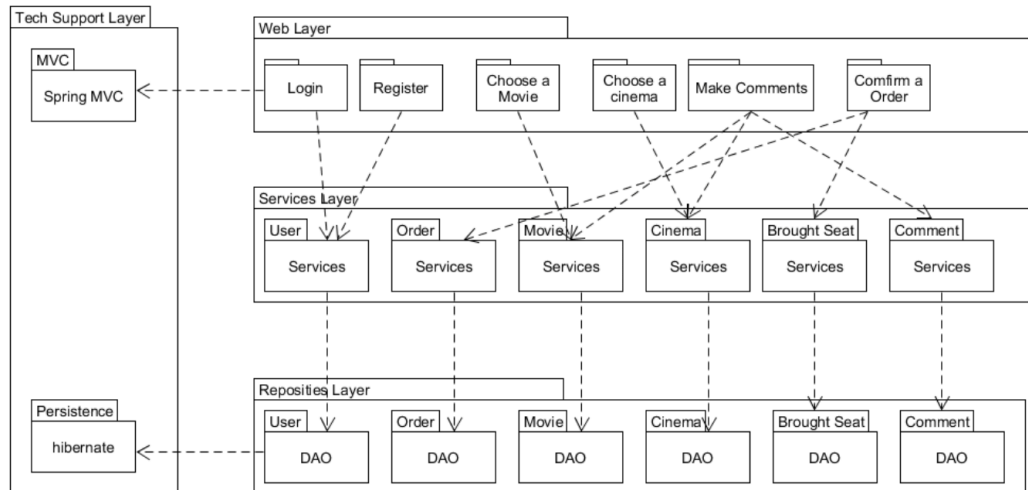 Tech Support Layer
MVC
Spring MVC
Persistence
hibernate
Web Layer
Login
Register
Choose a
Movie
Choose a
cinema
Make Comments
Comfirm a
Order
Services Layer
User
Services
Order
Services
Movie
Services
Cinema
Services
Brought Seat
Services
Comment
Services
Reposities Layer
User
DAO
Order
DAO
Movie
DAO
Cinema
DAO
Brought Seat
DAO
Comment
DAO